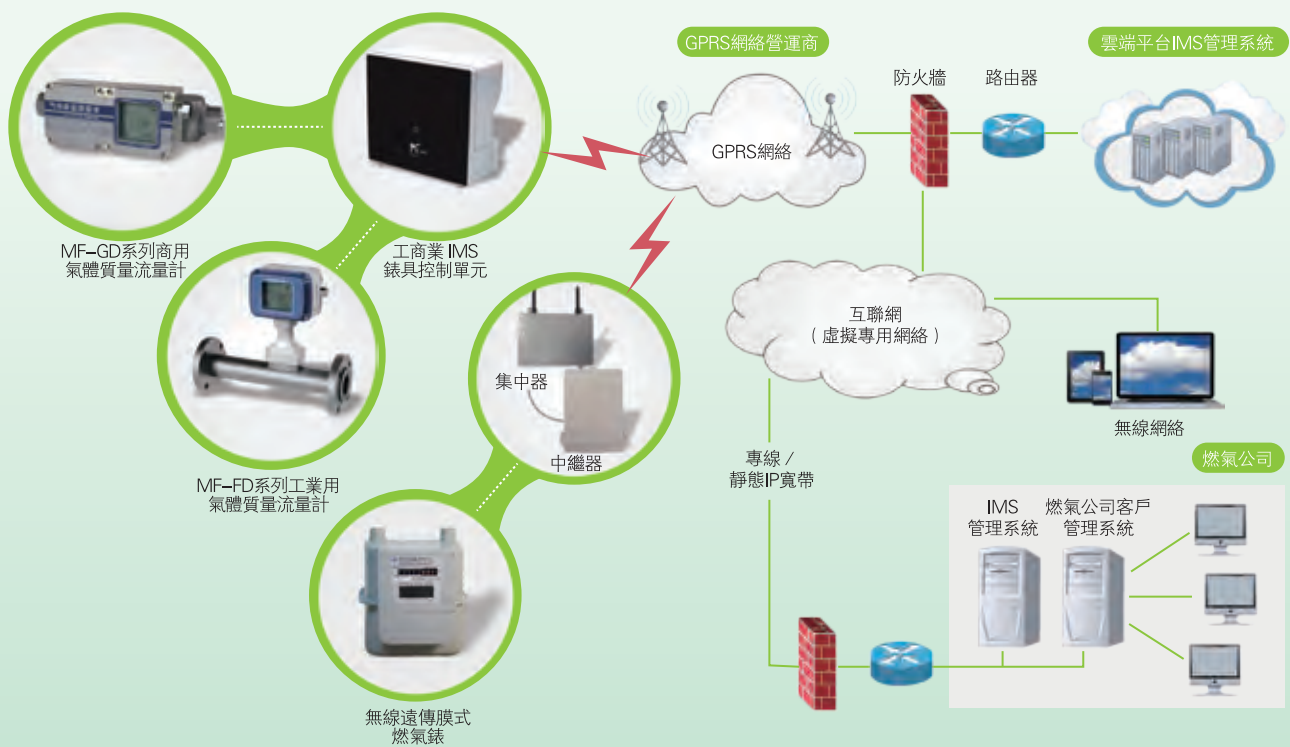 GPRS網絡營運商
雲端平台IMS管理系統
防火牆
路由器
GPRS網絡
MF–GD系列商用
氣體質量流量計
工商業 IMS
錶具控制單元
互聯網
（虛擬專用網絡）
集中器
中繼器
無線網絡
MF–FD系列工業用
氣體質量流量計
專線 /
靜態IP寬帶
燃氣公司
IMS
管理系統
燃氣公司客戶
管理系統
無線遠傳膜式
燃氣錶